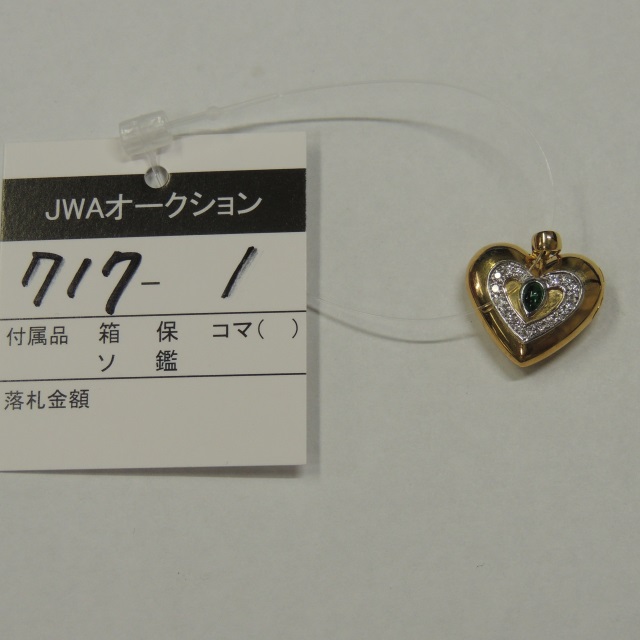 JWAオークション
717- 1
付属品 箱 保 コマ( )
ソ 鑑
落札金額